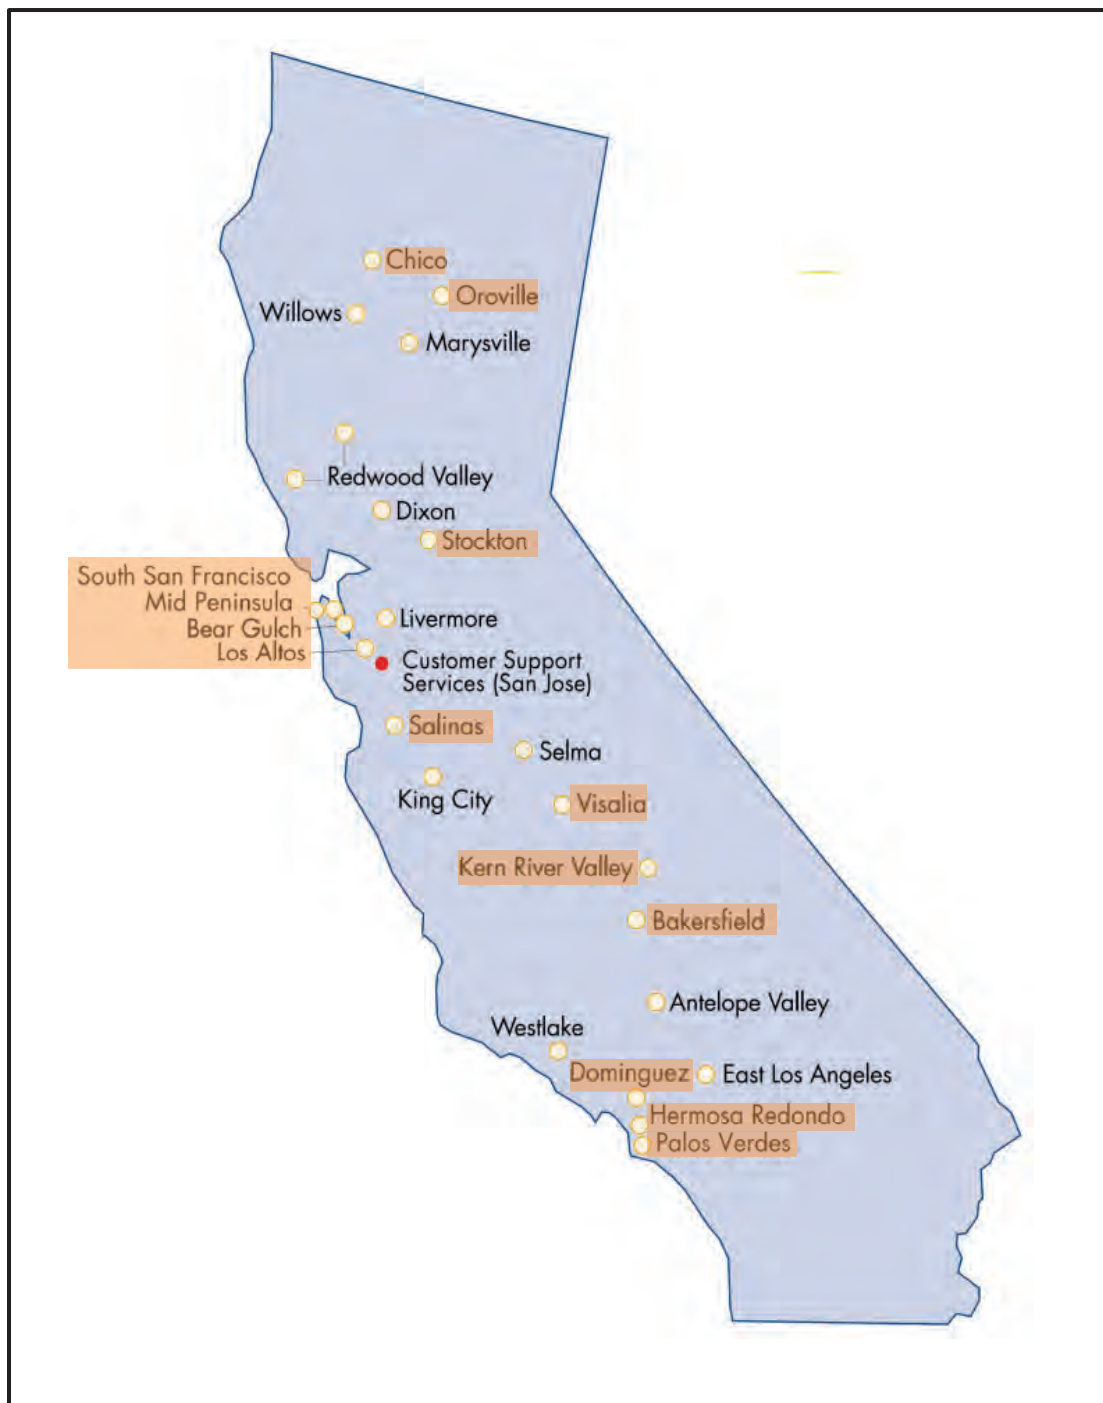 Chico
Oroville
Willows
Marysville
Redwood Valley
Dixon
Stockton
South San Francisco
Mid Peninsula
Bear Gulch
Los Altos
Livermore
Customer Support
Services (San Jose)
Salinas
Selma
King City
Visalia
Kern River Valley
Bakersfield
Antelope Valley
Westlake
Dominguez
East Los Angeles
Hermosa Redondo
Palos Verdes